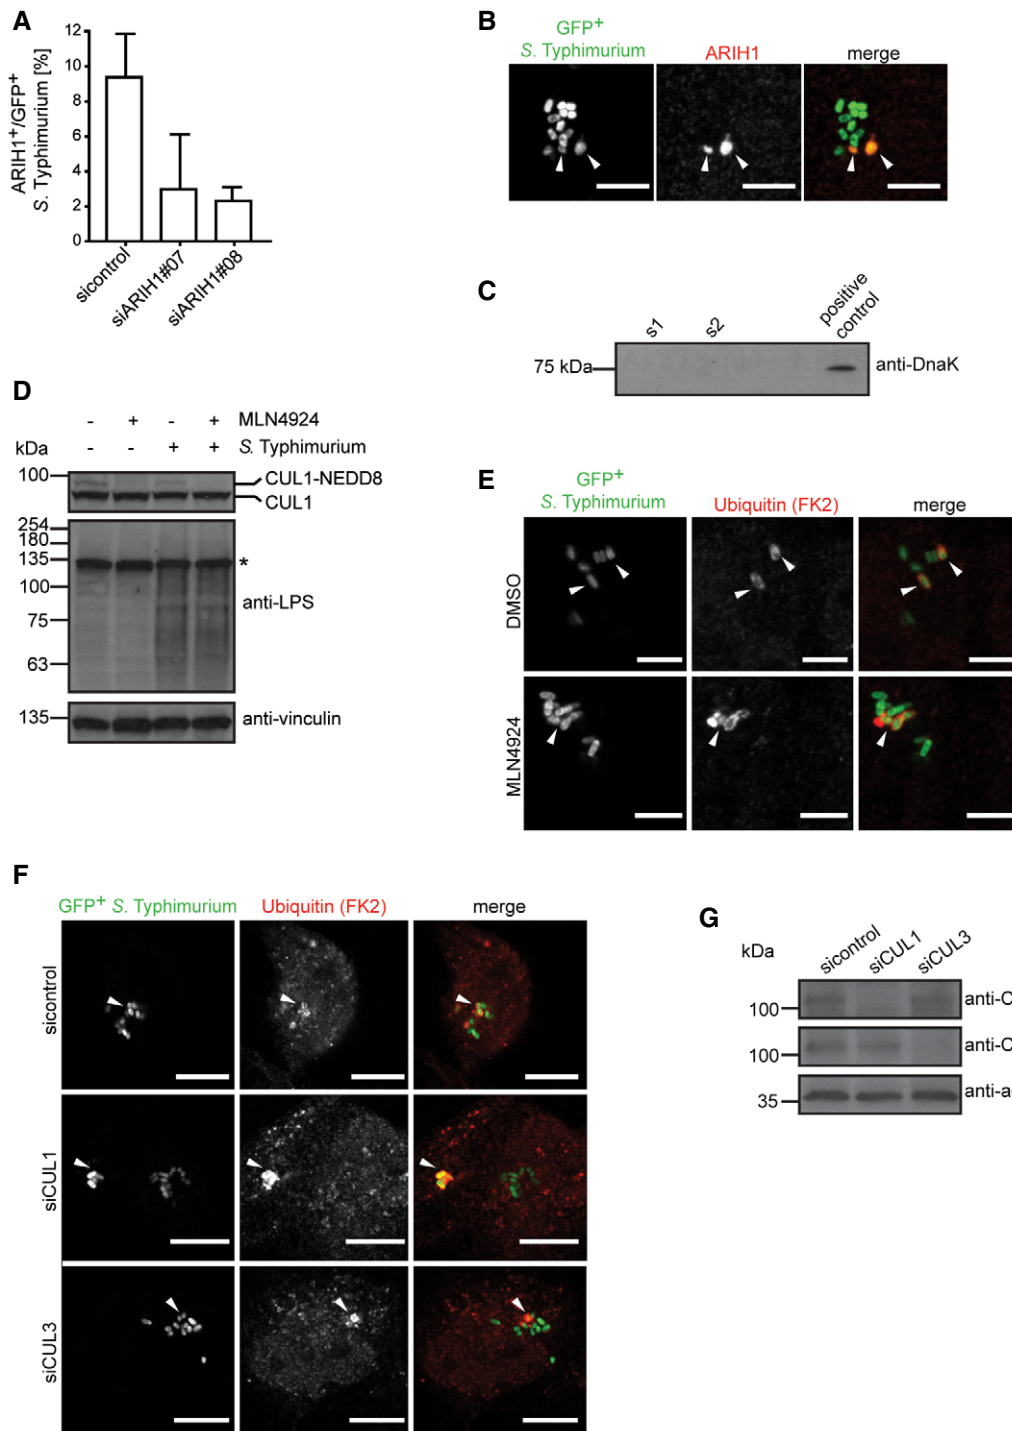 A
ARIH1+/GFP+
S. Typhimurium [%]
12
10
8
6
4
2
0
sicontrol
siARIH1#07
siARIH1#08
B
GFP+
S. Typhimurium
ARIH1
merge
C
s1
s2
positive
control
75 kDa
anti-DnaK
D
- + - + MLN4924
kDa - - + + S. Typhimurium
100
CUL1-NEDD8
CUL1
254
180
135
*
100
anti-LPS
75
63
135
anti-vinculin
E
GFP+
S. Typhimurium
Ubiquitin (FK2)
merge
DMSO
MLN4924
F
GFP+ S. Typhimurium
Ubiquitin (FK2)
merge
sicontrol
siCUL1
siCUL3
G
kDa
sicontrol
siCUL1
siCUL3
100
anti-C
100
anti-C
35
anti-a